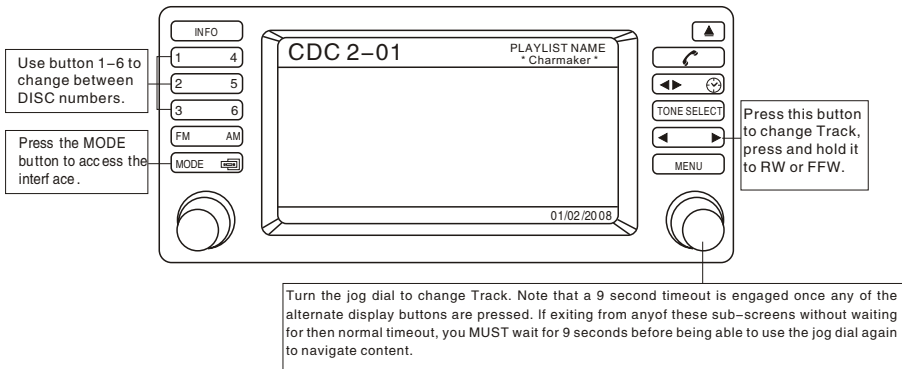 INFO
1 4
2 5
3 6
FM AM
MODE
Use button 1–6 to
change between
DISC numbers.
Press the MODE
button to access the
interf ace.
CDC 2–01
PLAYLIST NAME
* Charmaker *
01/02/2008
TONE SELECT
MENU
Press this button
to change Track,
press and hold it
to RW or FFW.
Turn the jog dial to change Track. Note that a 9 second timeout is engaged once any of the
alternate display buttons are pressed. If exiting from anyof these sub–screens without waiting
for then normal timeout, you MUST wait for 9 seconds before being able to use the jog dial again
to navigate content.